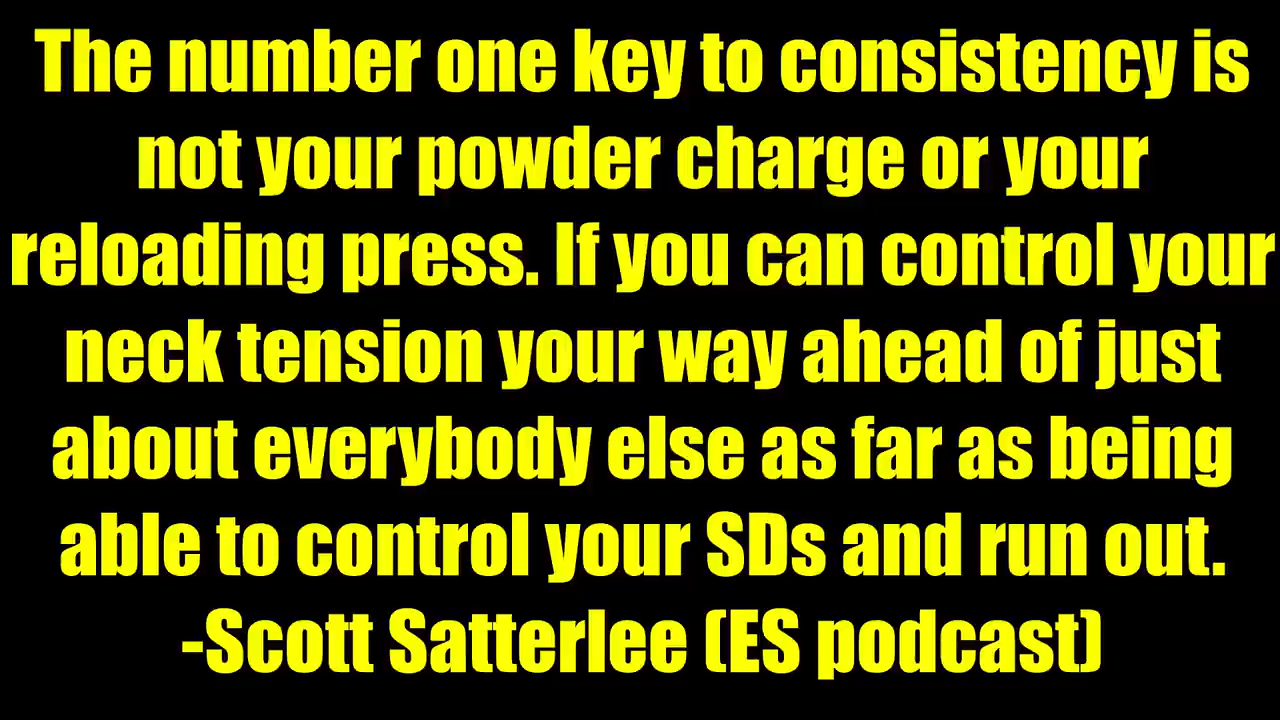 The number one key to consistency is
not your powder charge or your
reloading press. If you can control your
neck tension your way ahead of just
about everybody else as far as being
able to control your SDs and run out.
-Scott Satterlee (ES podcast)